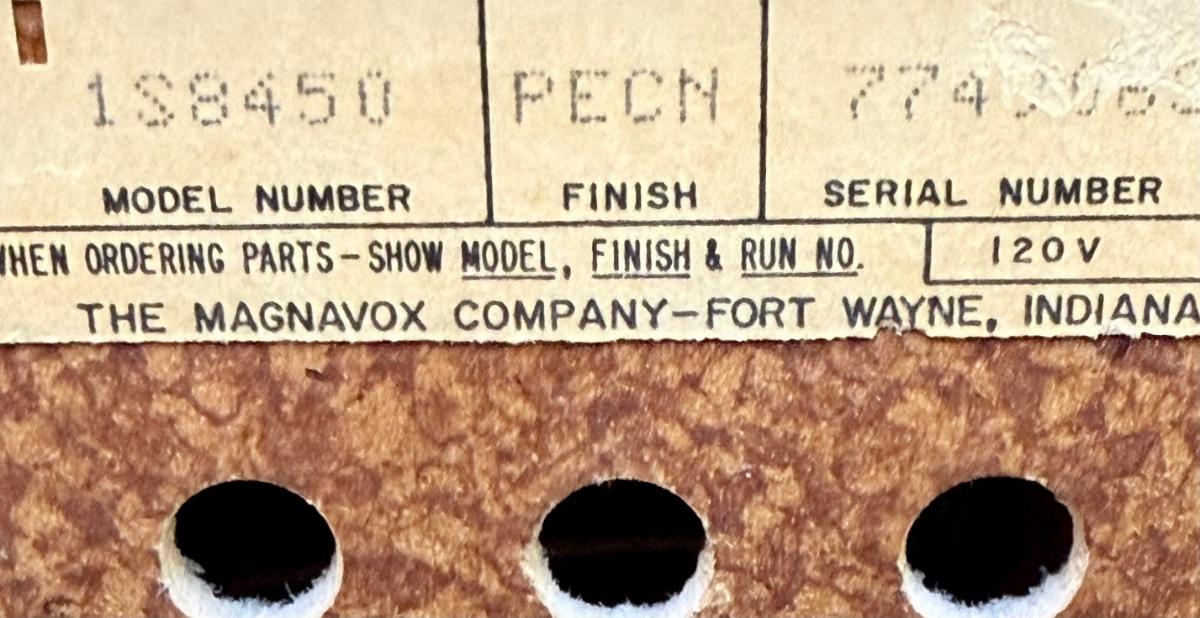 1S8450 PECN
MODEL NUMBER FINISH SERIAL NUMBER
WHEN ORDERING PARTS-SHOW MODEL, FINISH & RUN NO. 120V
THE MAGNAVOX COMPANY-FORT WAYNE, INDIANA